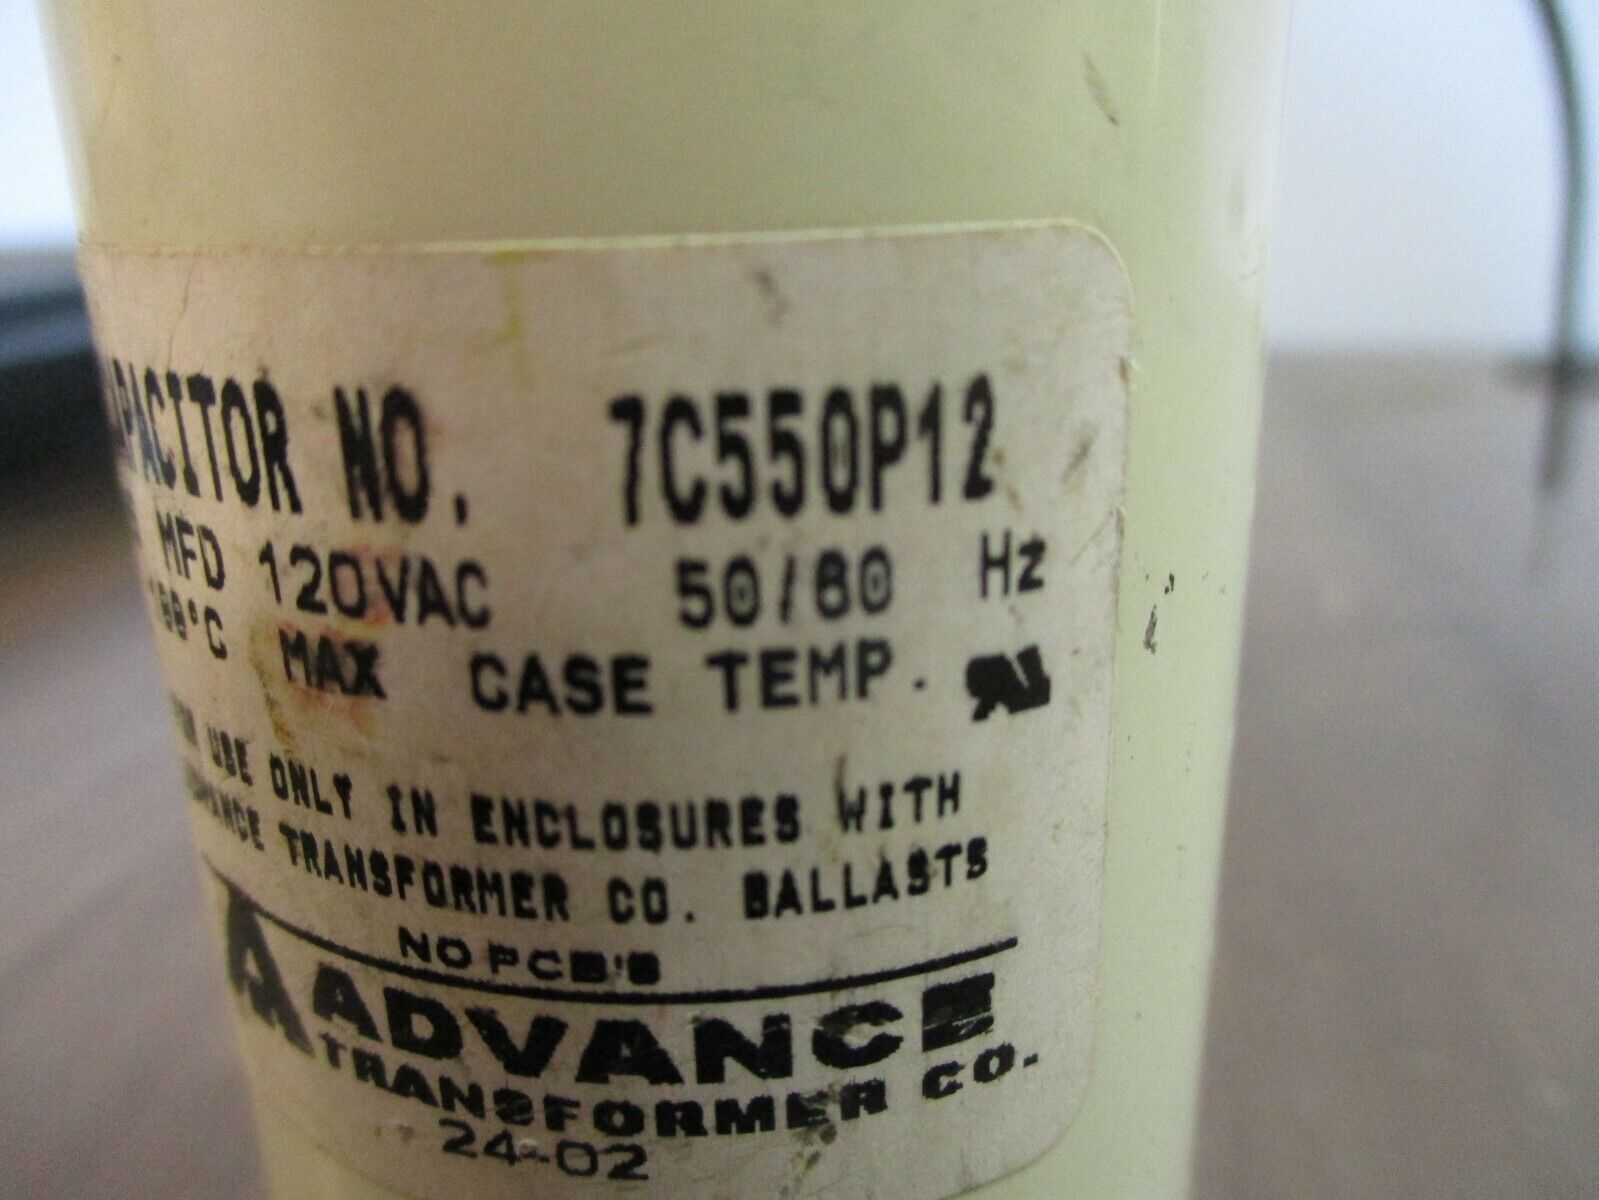 CAPACITOR NO. 7C550P12
MFD 120VAC 50/60 Hz
MAX CASE TEMP.
USE ONLY IN ENCLOSURES WITH
TRANSFORMER CO. BALLASTS
NO PCB'S
ADVANCE
TRANSFORMER CO.
24-02